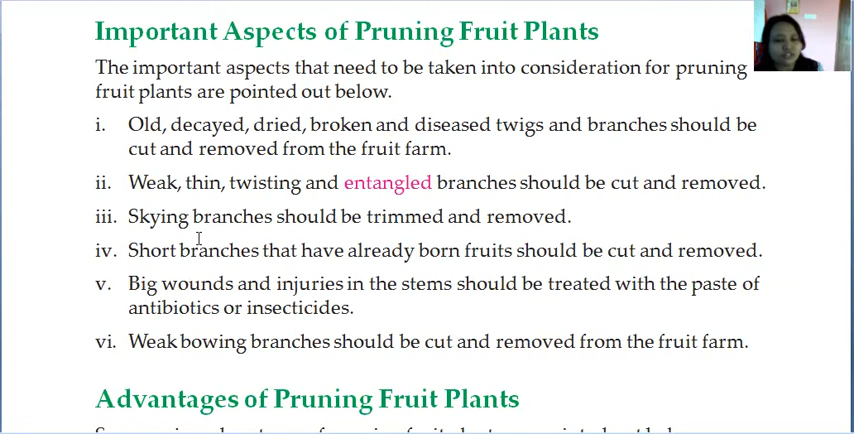 Important Aspects of Pruning Fruit Plants
The important aspects that need to be taken into consideration for pruning
fruit plants are pointed out below.
i. Old, decayed, dried, broken and diseased twigs and branches should be
cut and removed from the fruit farm.
ii. Weak, thin, twisting and entangled branches should be cut and removed.
iii. Skying branches should be trimmed and removed.
iv. Short branches that have already born fruits should be cut and removed.
v. Big wounds and injuries in the stems should be treated with the paste of
antibiotics or insecticides.
vi. Weak bowing branches should be cut and removed from the fruit farm.
Advantages of Pruning Fruit Plants